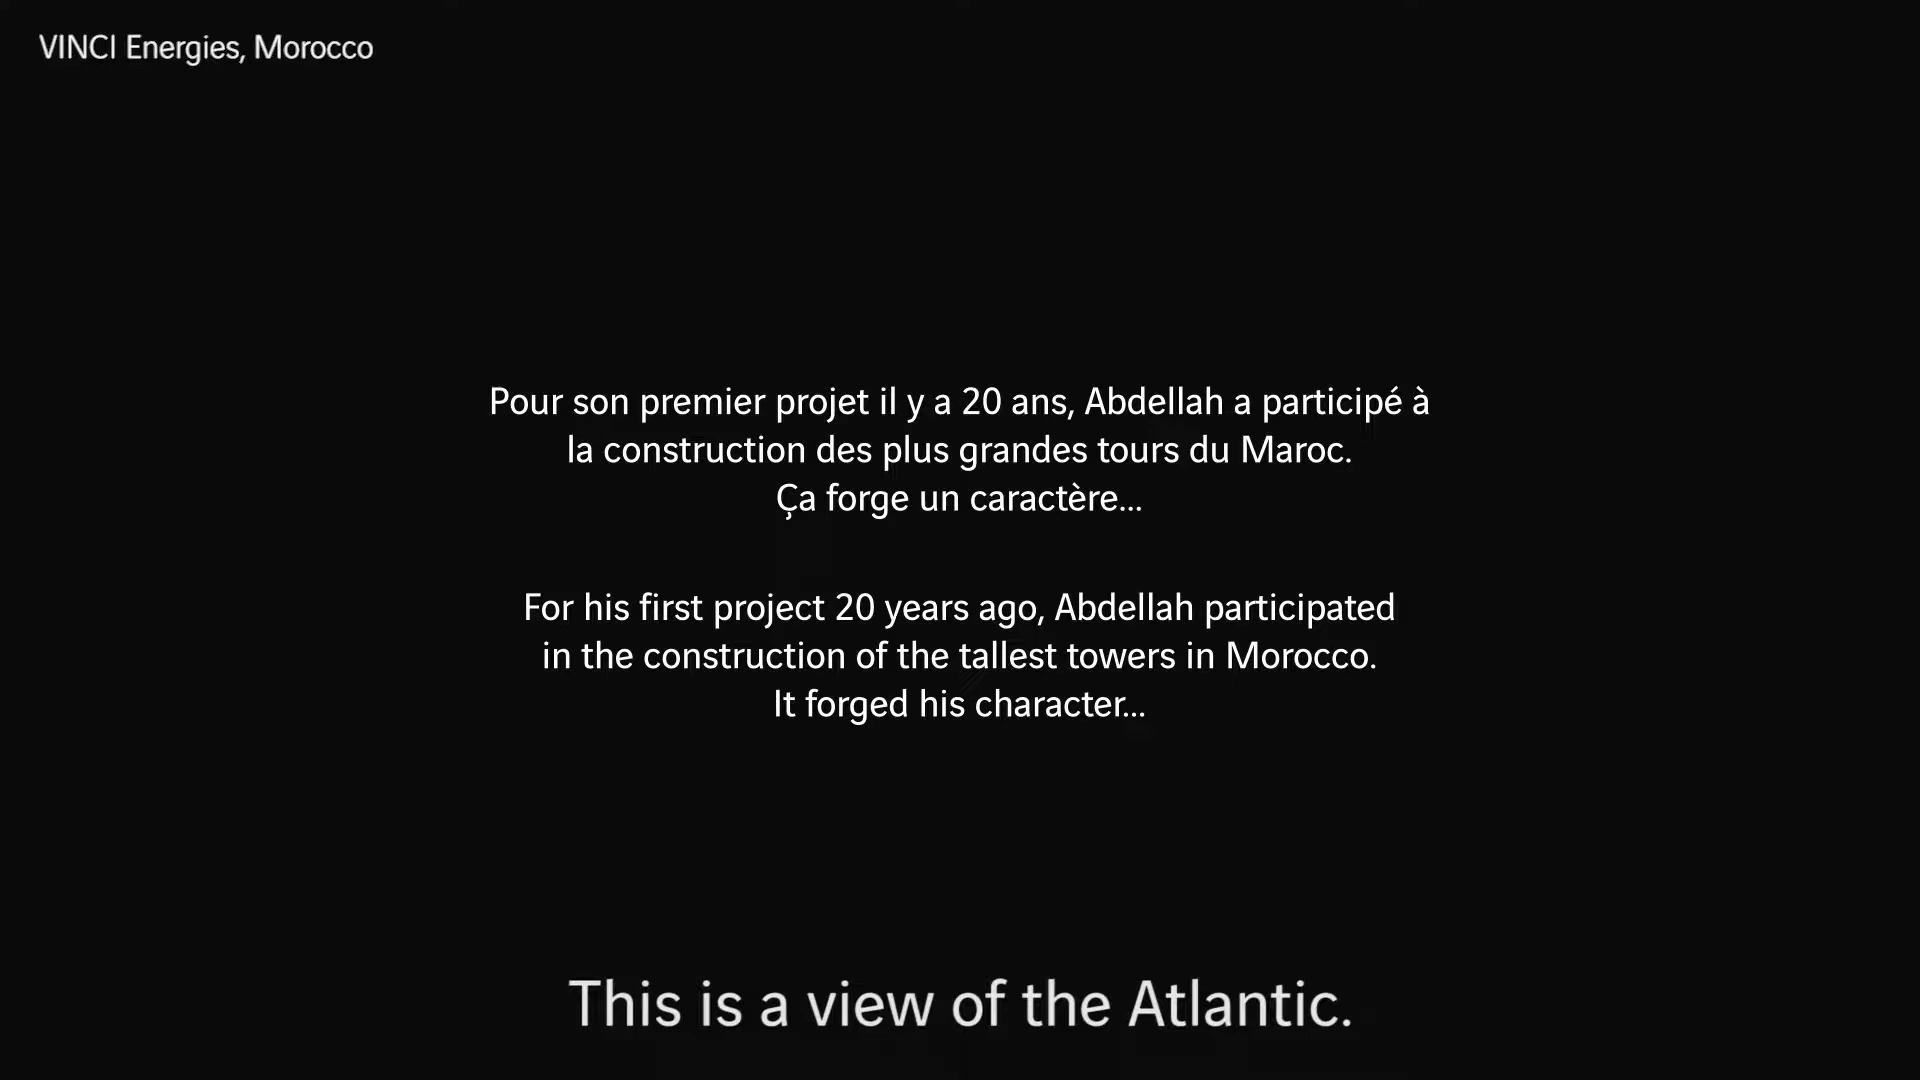 VINCI Energies, Morocco
Pour son premier projet il y a 20 ans, Abdellah a participé à
la construction des plus grandes tours du Maroc.
Ça forge un caractère...
For his first project 20 years ago, Abdellah participated
in the construction of the tallest towers in Morocco.
It forged his character...
This is a view of the Atlantic.